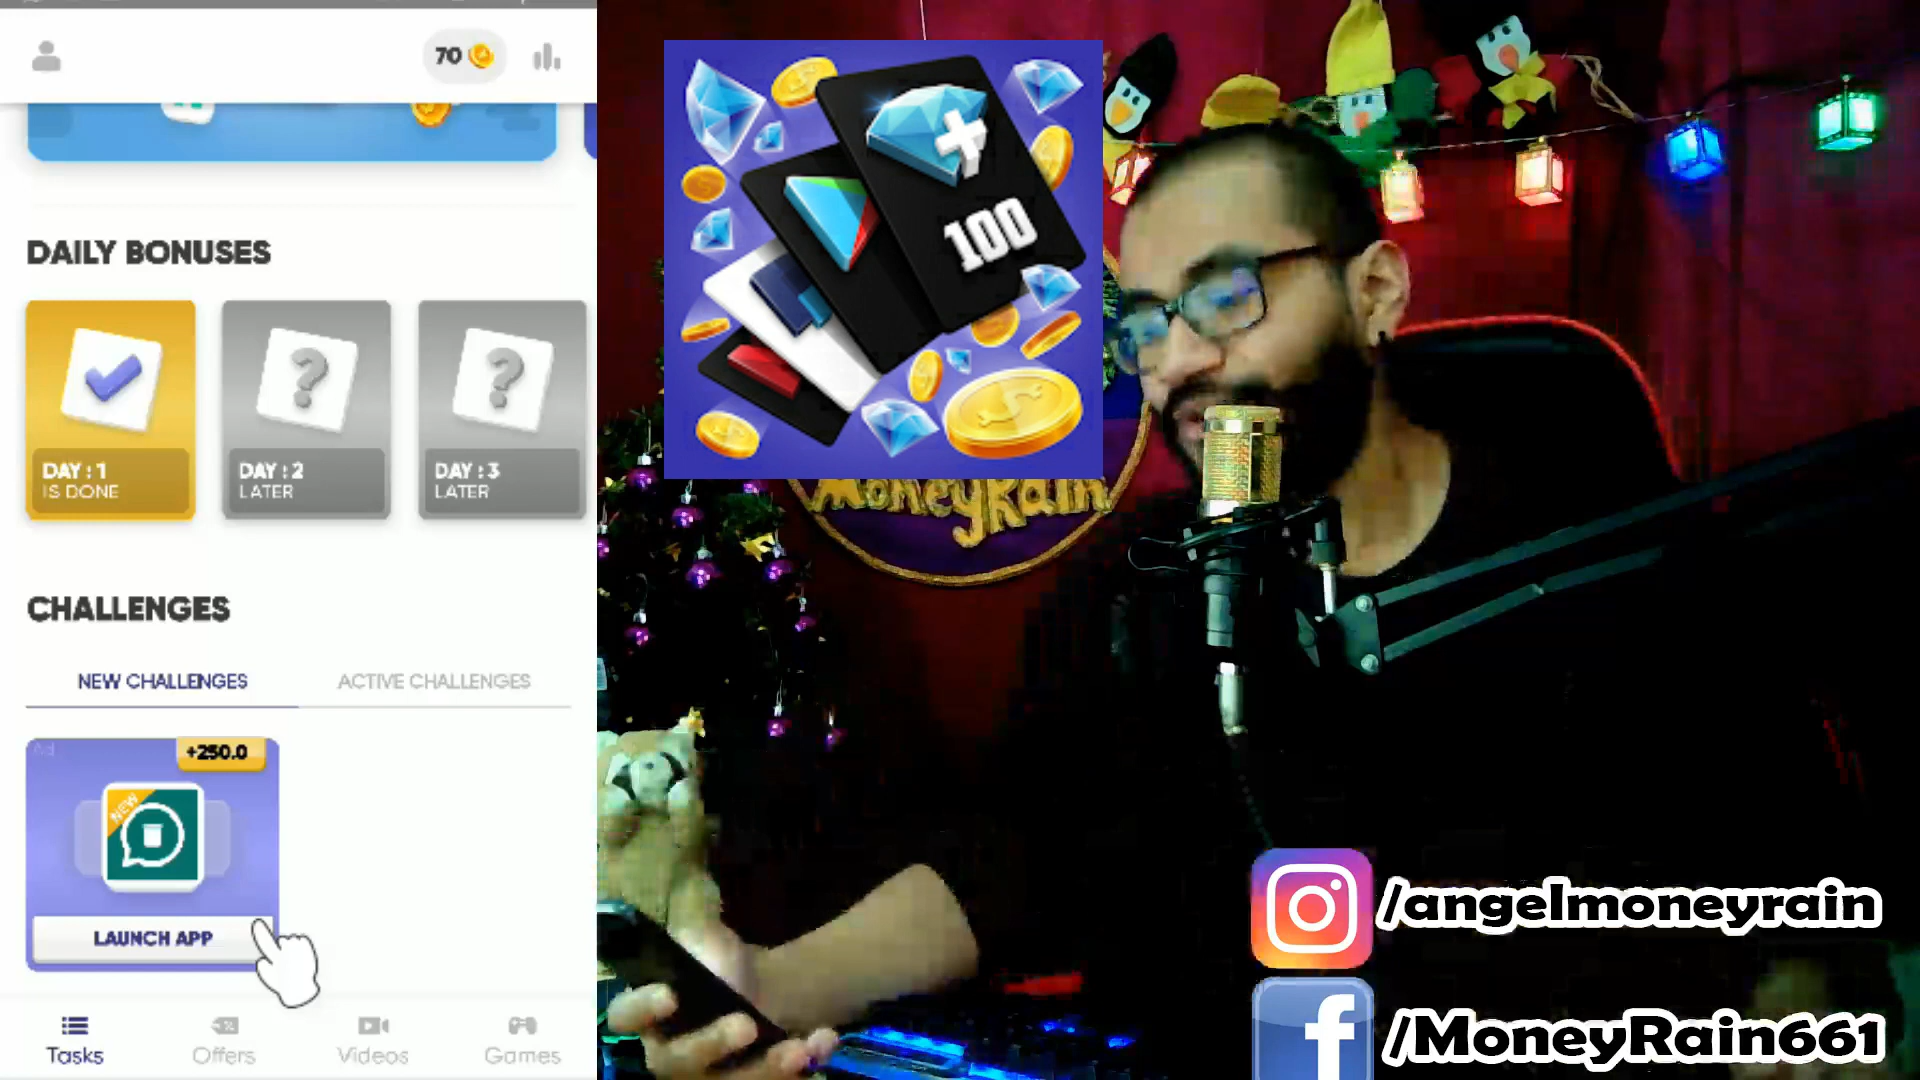 70
DAILY BONUSES
DAY : 1
IS DONE
DAY : 2
LATER
DAY : 3
LATER
CHALLENGES
NEW CHALLENGES
ACTIVE CHALLENGES
Ad
+250.0
NEW
LAUNCH APP
Tasks
Offers
Videos
Games
+
100
MoneyRain
/angelmoneyrain
/MoneyRain661